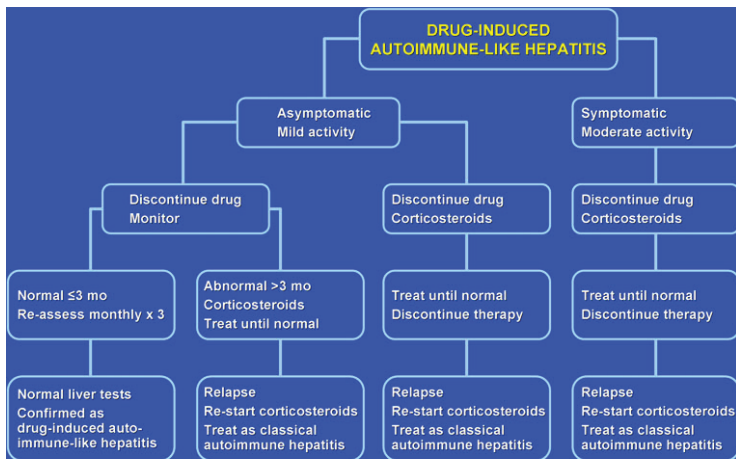 DRUG-INDUCED
AUTOIMMUNE-LIKE HEPATITIS
Asymptomatic
Mild activity
Symptomatic
Moderate activity
Discontinue drug
Monitor
Discontinue drug
Corticosteroids
Discontinue drug
Corticosteroids
Normal ≤3 mo
Re-assess monthly x 3
Abnormal >3 mo
Corticosteroids
Treat until normal
Treat until normal
Discontinue therapy
Treat until normal
Discontinue therapy
Normal liver tests
Confirmed as
drug-induced auto-
immune-like hepatitis
Relapse
Re-start corticosteroids
Treat as classical
autoimmune hepatitis
Relapse
Re-start corticosteroids
Treat as classical
autoimmune hepatitis
Relapse
Re-start corticosteroids
Treat as classical
autoimmune hepatitis